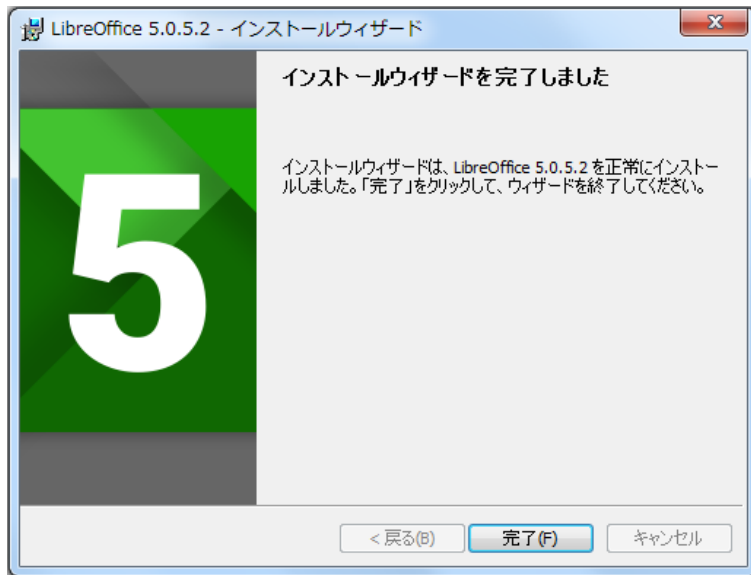 LibreOffice 5.0.5.2 - インストールウィザード
インストールウィザードを完了しました
インストールウィザードは、LibreOffice 5.0.5.2 を正常にインストー
ルしました。「完了」をクリックして、ウィザードを終了してください。
5
< 戻る(B)
完了(F)
キャンセル